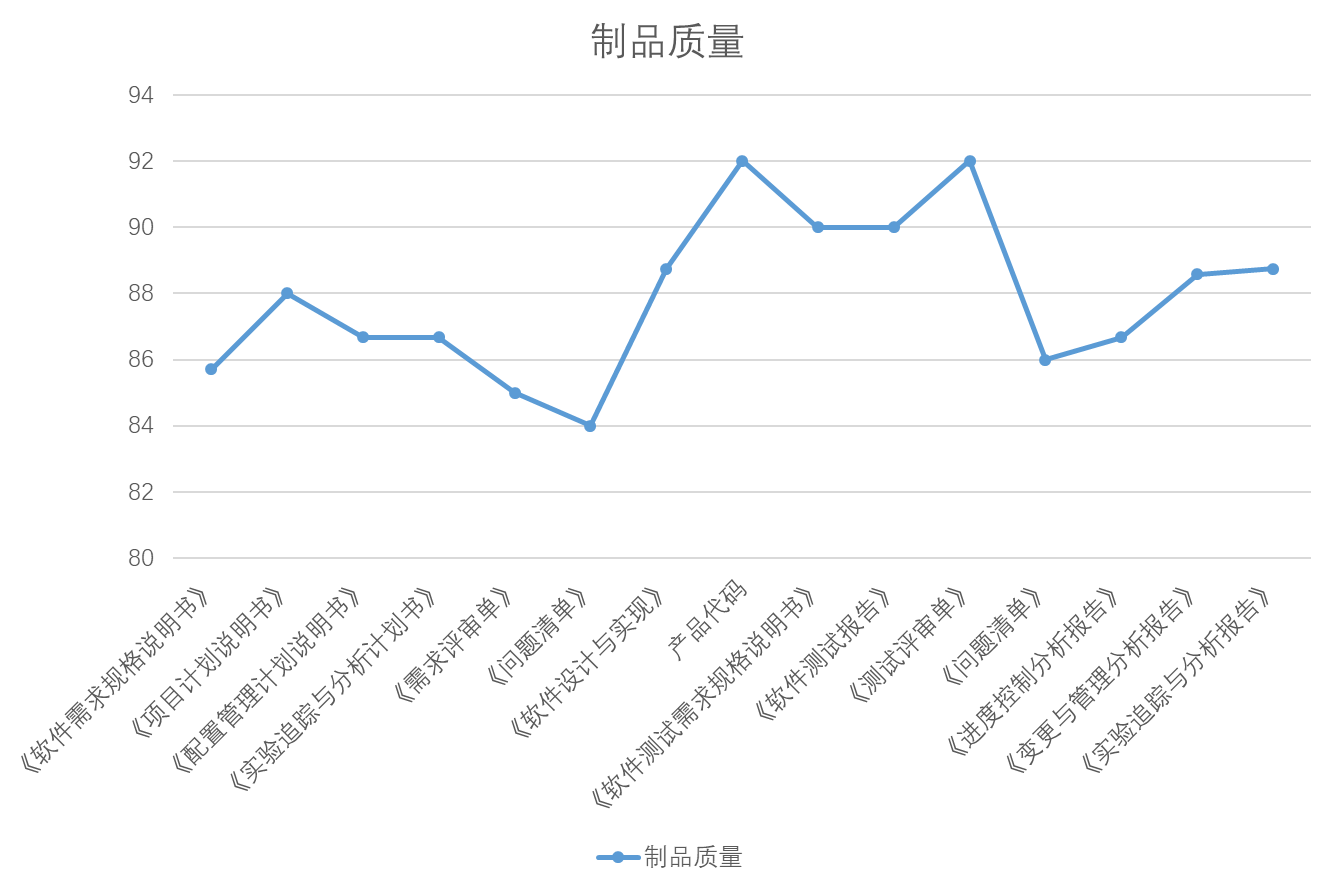 制品质量
94
92
90
88
86
84
82
80
《软件需求规格说明书》
《项目计划说明书》
《配置管理计划说明书》
《实验追踪与分析计划书》
《需求评审单》
《问题清单》
《软件设计与实现》
产品代码
《软件测试需求规格说明书》
《软件测试报告》
《测试评审单》
《问题清单》
《进度控制分析报告》
《变更与管理分析报告》
《实验追踪与分析报告》
制品质量